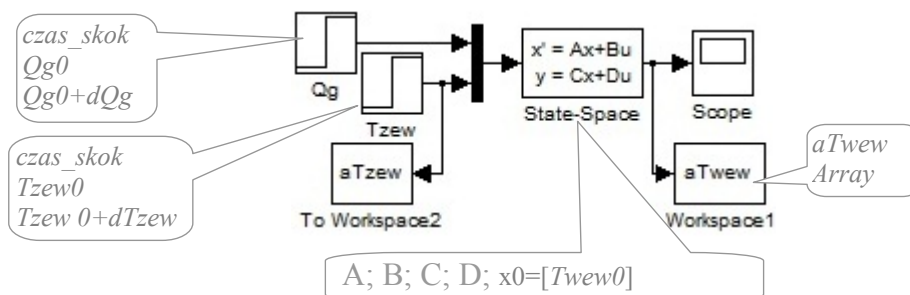 czas_skok
Qg0
Qg0+dQg
Qg
x' = Ax+Bu
y = Cx+Du
State-Space
Scope
Tzew
czas_skok
Tzew0
Tzew 0+dTzew
aTzew
To Workspace2
aTwew
Workspace1
aTwew
Array
A; B; C; D; x0=[Twew0]